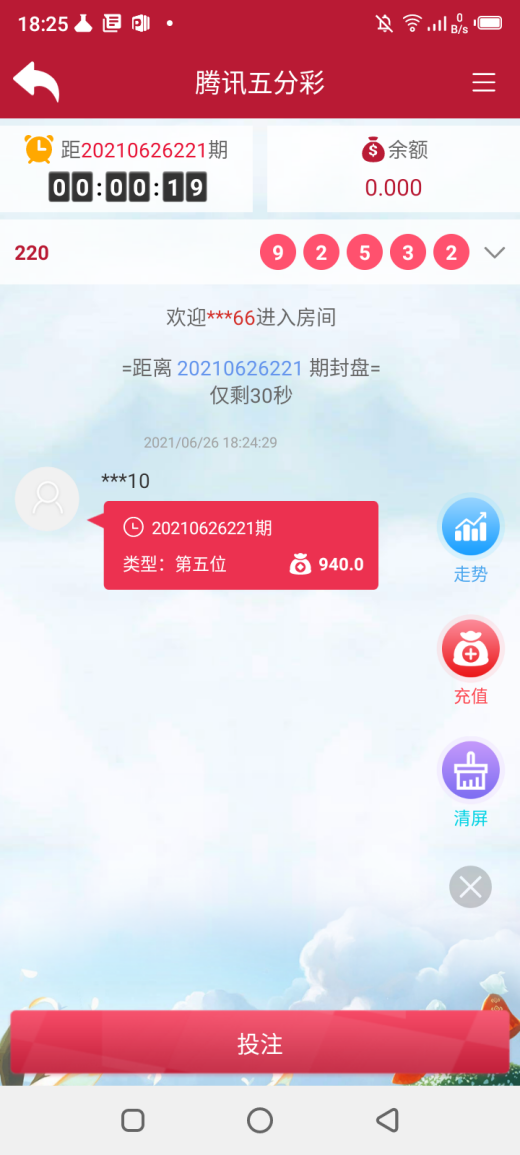 18:25
0
B/s
腾讯五分彩
距20210626221期
00:00:19
余额
0.000
220
9 2 5 3 2
欢迎***66进入房间
=距离 20210626221 期封盘=
仅剩30秒
2021/06/26 18:24:29
***10
20210626221期
类型：第五位
940.0
走势
充值
清屏
投注